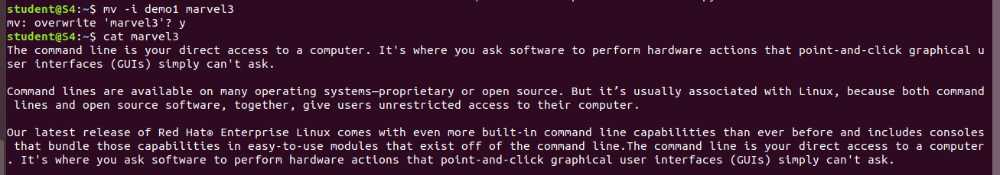 student@S4:~$ mv -i demo1 marvel3
mv: overwrite 'marvel3'? y
student@S4:~$ cat marvel3
The command line is your direct access to a computer. It's where you ask software to perform hardware actions that point-and-click graphical u
ser interfaces (GUIs) simply can't ask.
Command lines are available on many operating systems—proprietary or open source. But it’s usually associated with Linux, because both command
 lines and open source software, together, give users unrestricted access to their computer.
Our latest release of Red Hat® Enterprise Linux comes with even more built-in command line capabilities than ever before and includes consoles
 that bundle those capabilities in easy-to-use modules that exist off of the command line.The command line is your direct access to a computer
. It's where you ask software to perform hardware actions that point-and-click graphical user interfaces (GUIs) simply can't ask.